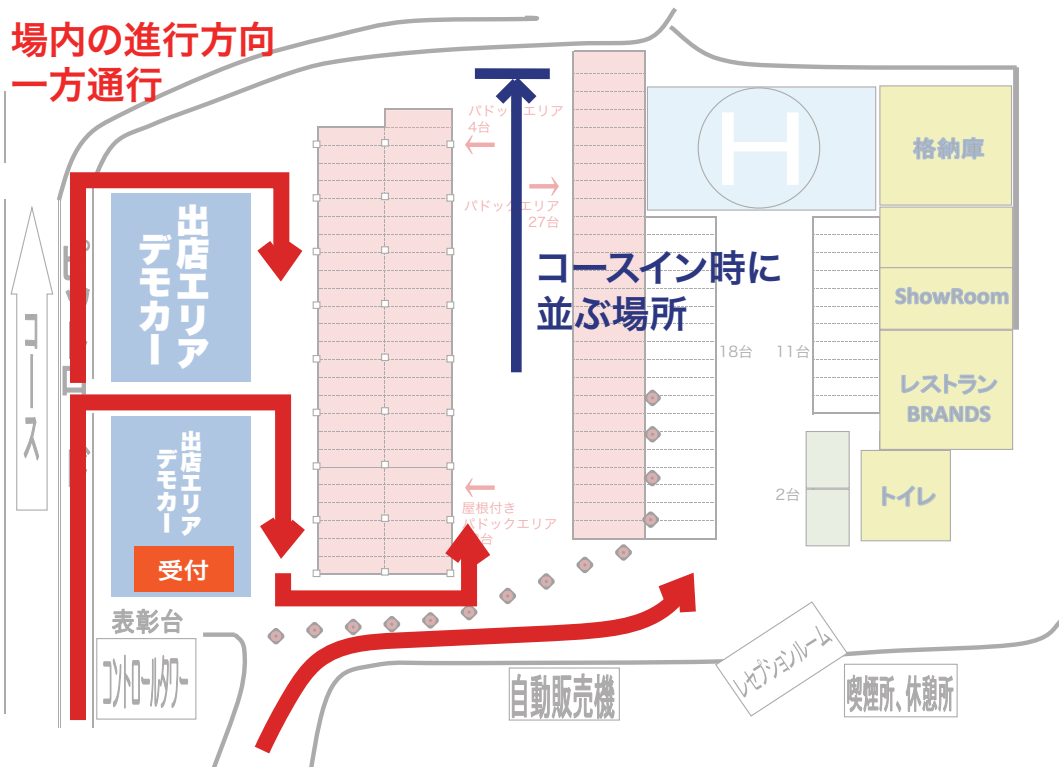 場内の進行方向
一方通行
コース
出店エリア
デモカー
出店エリア
デモカー
受付
表彰台
コントロールタワー
パドックエリア
4台
パドックエリア
27台
コースイン時に
並ぶ場所
屋根付き
パドックエリア
18台
11台
2台
H
格納庫
ShowRoom
レストラン
BRANDS
トイレ
自動販売機
レセプションルーム
喫煙所、休憩所